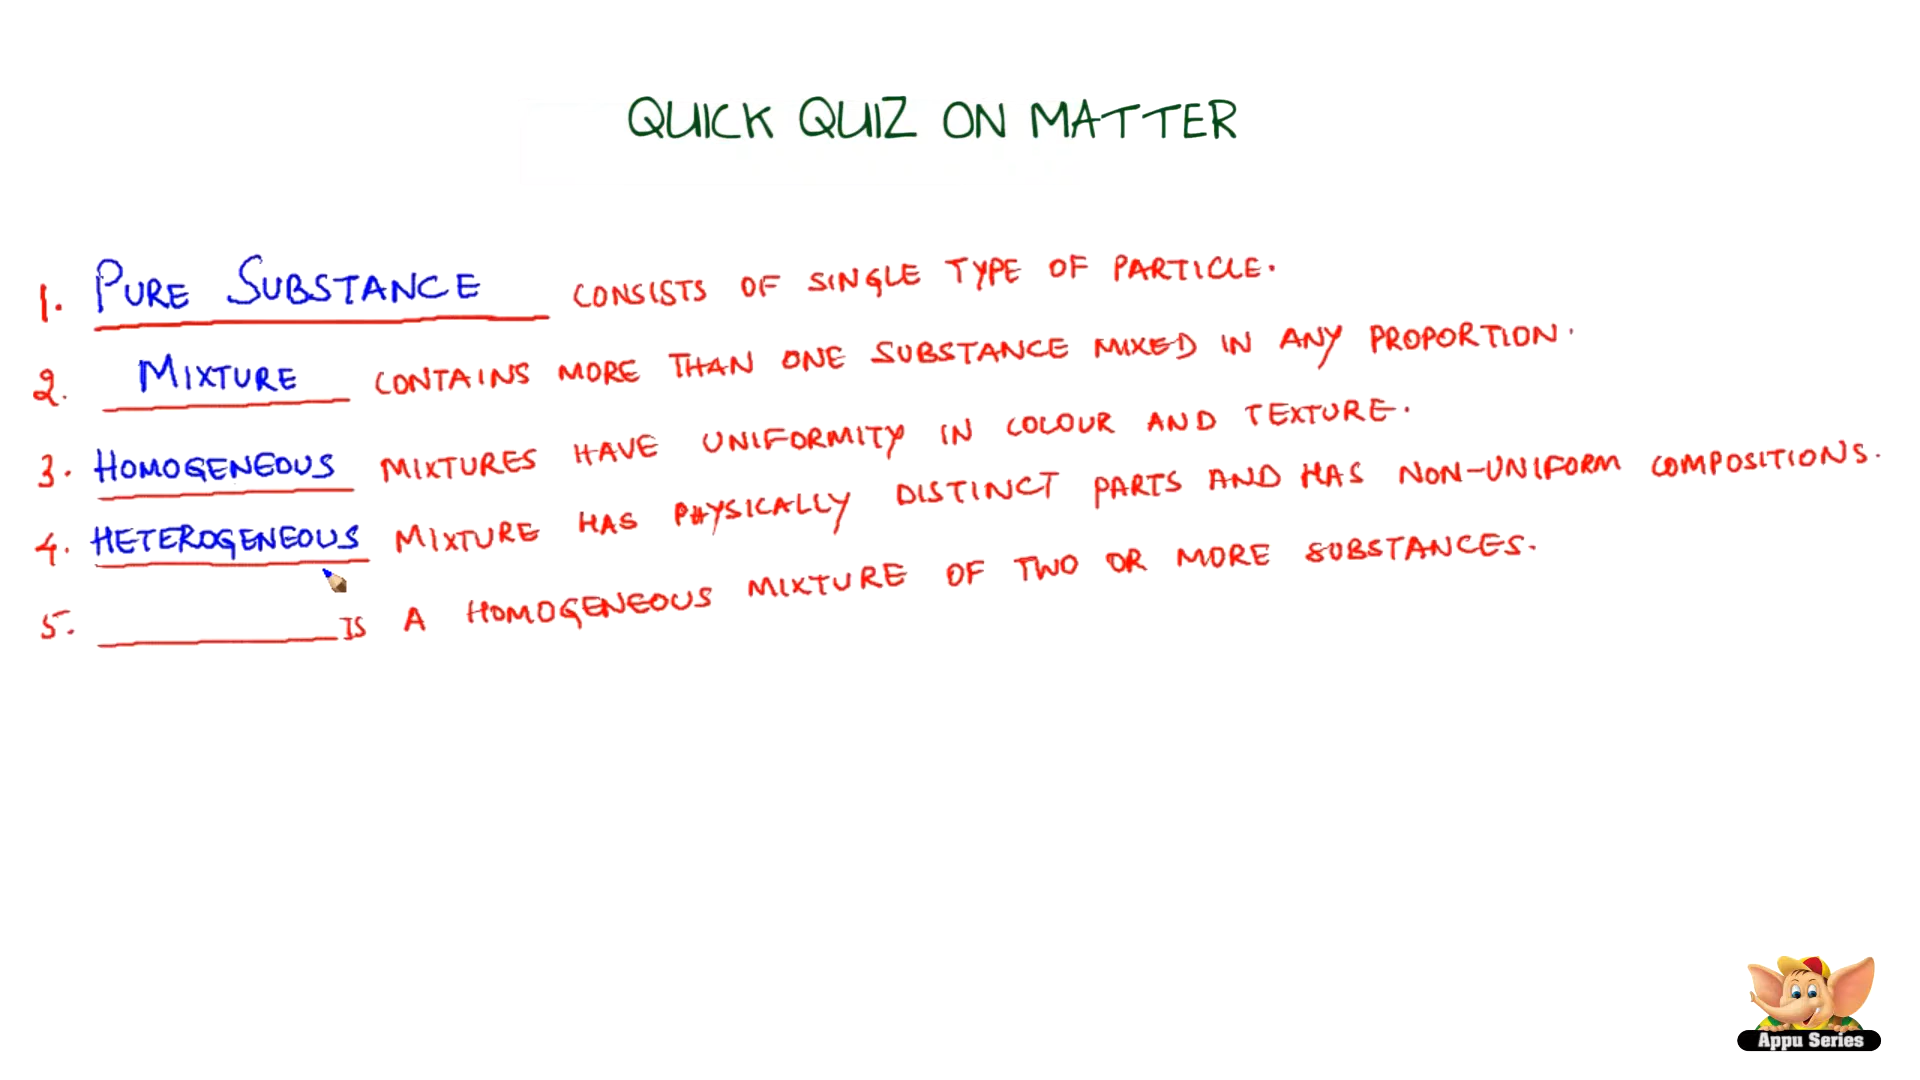 QUICK QUIZ ON MATTER
1. PURE SUBSTANCE CONSISTS OF SINGLE TYPE OF PARTICLE.
2. MIXTURE CONTAINS MORE THAN ONE SUBSTANCE MIXED IN ANY PROPORTION.
3. HOMOGENEOUS MIXTURES HAVE UNIFORMITY IN COLOUR AND TEXTURE.
4. HETEROGENEOUS MIXTURE HAS PHYSICALLY DISTINCT PARTS AND HAS NON-UNIFORM COMPOSITIONS.
5. __________ IS A HOMOGENEOUS MIXTURE OF TWO OR MORE SUBSTANCES.
Appu Series